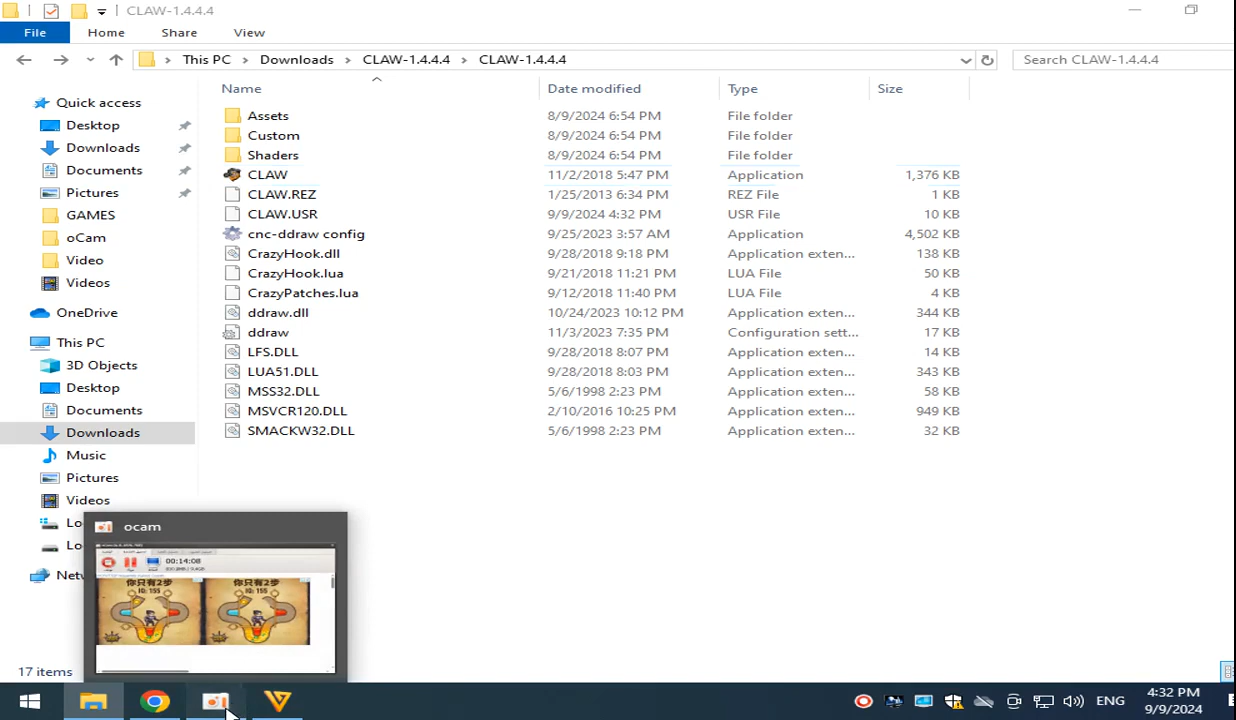 CLAW-1.4.4.4
File Home Share View
This PC Downloads CLAW-1.4.4.4 CLAW-1.4.4.4 Search CLAW-1.4.4.4
Name Date modified Type Size
Quick access
Desktop
Downloads
Documents
Pictures
GAMES
oCam
Video
Videos
OneDrive
This PC
3D Objects
Desktop
Documents
Downloads
Music
Pictures
Videos
Lo
Lo
Netw
Assets 8/9/2024 6:54 PM File folder
Custom 8/9/2024 6:54 PM File folder
Shaders 8/9/2024 6:54 PM File folder
CLAW 11/2/2018 5:47 PM Application 1,376 KB
CLAW.REZ 1/25/2013 6:34 PM REZ File 1 KB
CLAW.USR 9/9/2024 4:32 PM USR File 10 KB
cnc-ddraw config 9/25/2023 3:57 AM Application 4,502 KB
CrazyHook.dll 9/28/2018 9:18 PM Application exten... 138 KB
CrazyHook.lua 9/21/2018 11:21 PM LUA File 50 KB
CrazyPatches.lua 9/12/2018 11:40 PM LUA File 4 KB
ddraw.dll 10/24/2023 10:12 PM Application exten... 344 KB
ddraw 11/3/2023 7:35 PM Configuration sett... 17 KB
LFS.DLL 9/28/2018 8:07 PM Application exten... 14 KB
LUA51.DLL 9/28/2018 8:03 PM Application exten... 343 KB
MSS32.DLL 5/6/1998 2:23 PM Application exten... 58 KB
MSVCR120.DLL 2/10/2016 10:25 PM Application exten... 949 KB
SMACKW32.DLL 5/6/1998 2:23 PM Application exten... 32 KB
ocam
00:14:08
你只有2步 你只有2步
IQ: 155 IQ: 155
17 items
ENG
4:32 PM
9/9/2024